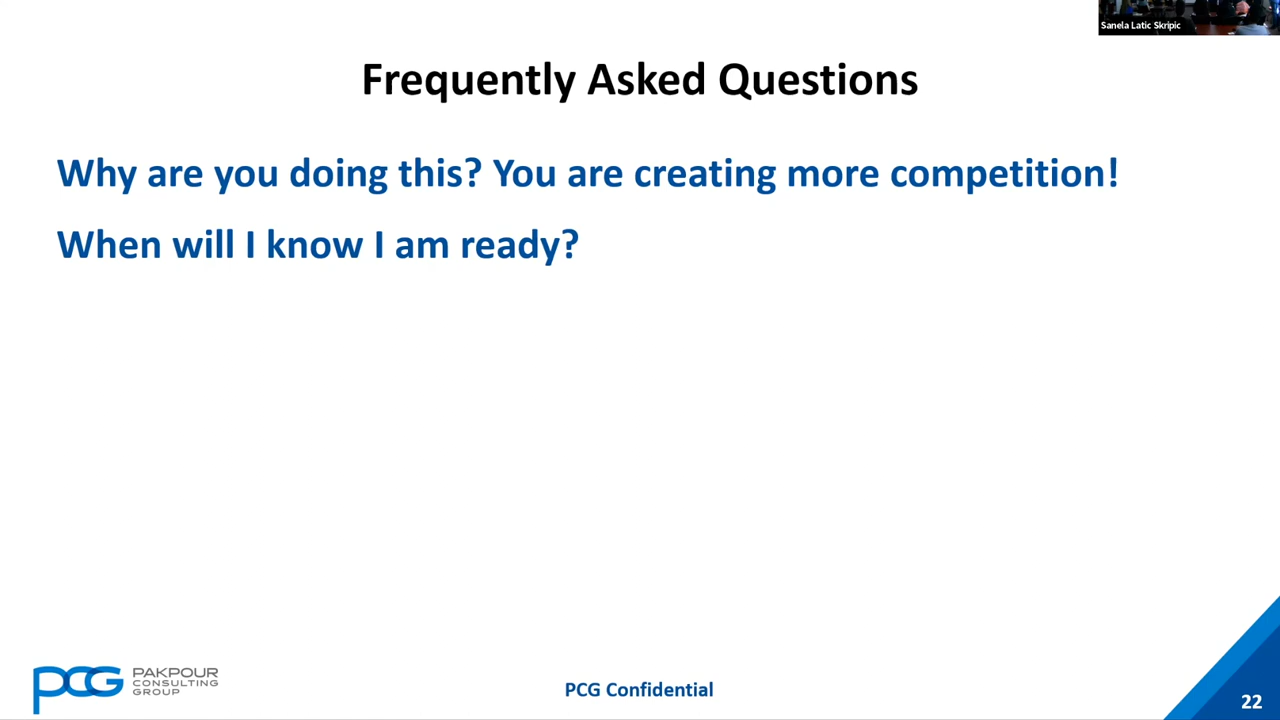 Sanela Latic Skripic
Frequently Asked Questions
Why are you doing this? You are creating more competition!
When will I know I am ready?
PCG
PAKPOUR
CONSULTING
GROUP
PCG Confidential
22